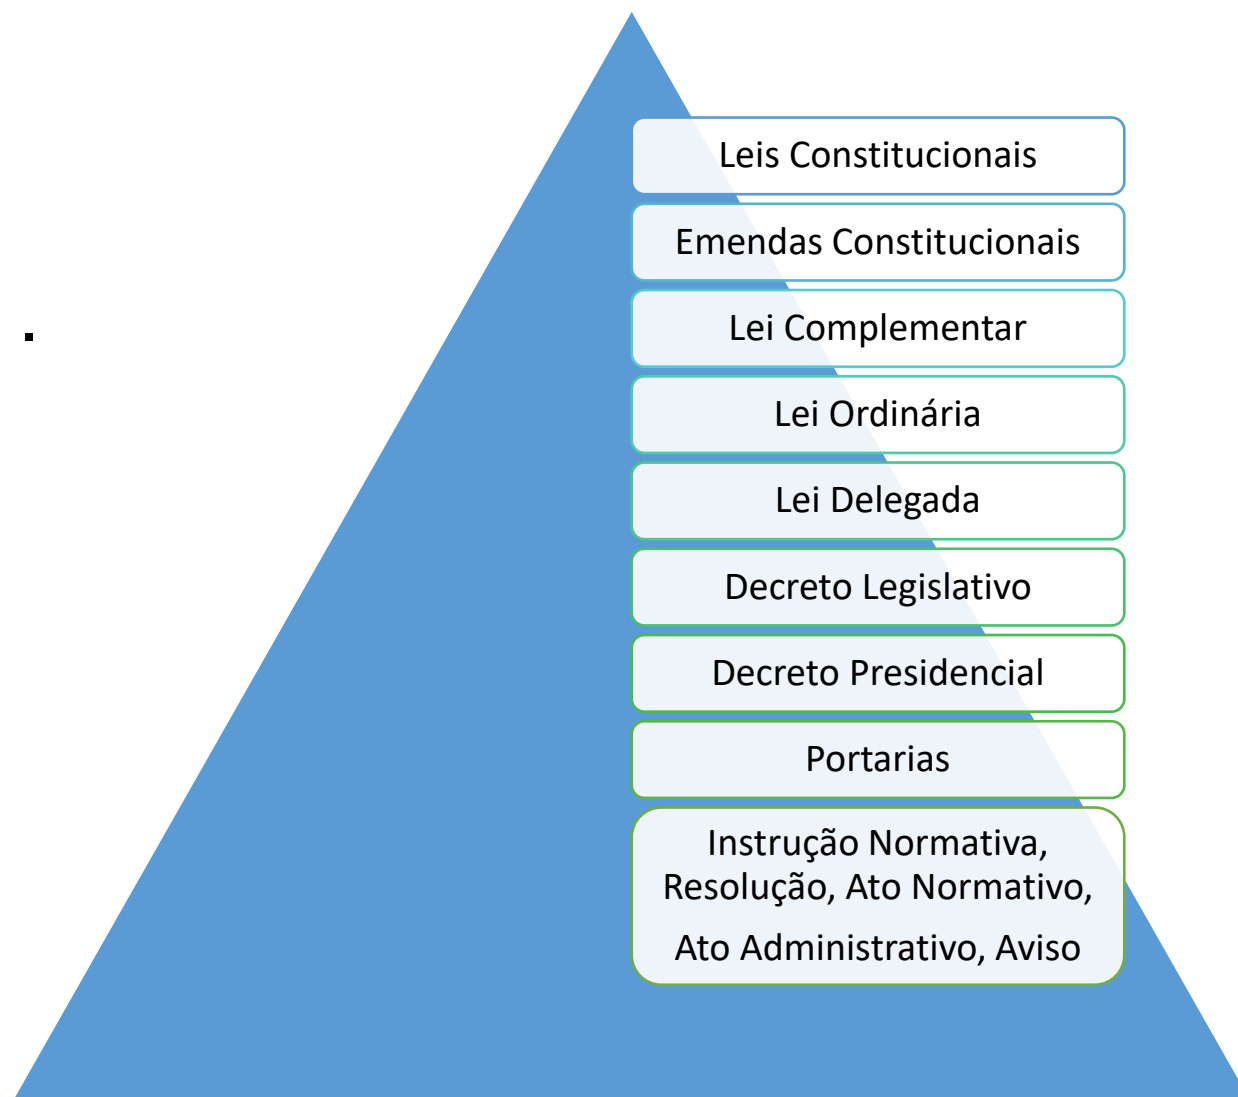 Leis Constitucionais
Emendas Constitucionais
Lei Complementar
Lei Ordinária
Lei Delegada
Decreto Legislativo
Decreto Presidencial
Portarias
Instrução Normativa,
Resolução, Ato Normativo,
Ato Administrativo, Aviso